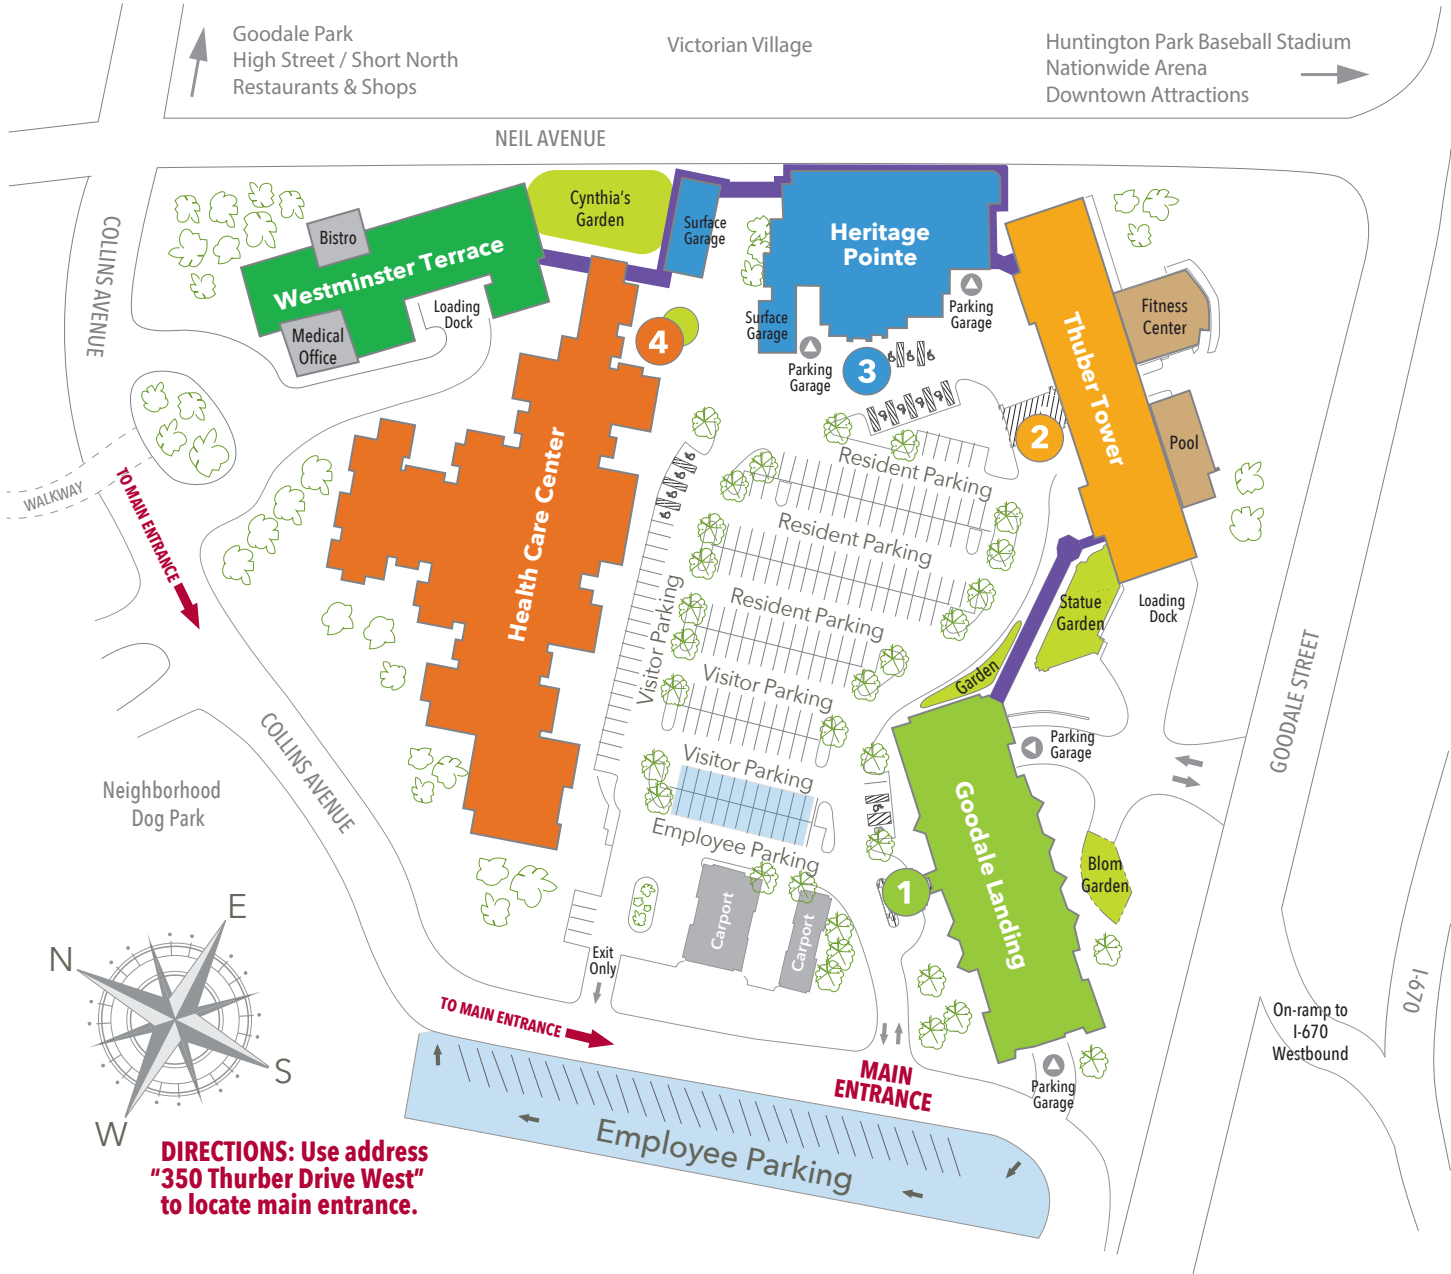 Goodale Park
High Street / Short North
Restaurants & Shops
Victorian Village
Huntington Park Baseball Stadium
Nationwide Arena
Downtown Attractions
NEIL AVENUE
COLLINS AVENUE
Bistro
Westminster Terrace
Medical
Office
Loading
Dock
Cynthia's
Garden
Surface
Garage
Heritage
Pointe
Surface
Garage
Parking
Garage
Parking
Garage
4
3
2
Thuber Tower
Fitness
Center
Pool
WALKWAY
TO MAIN ENTRANCE
Health Care Center
Resident Parking
Resident Parking
Resident Parking
Visitor Parking
Visitor Parking
Visitor Parking
Employee Parking
Statue
Garden
Loading
Dock
Garden
GOODALE STREET
Parking
Garage
Goodale Landing
Blom
Garden
1
Carport
Carport
COLLINS AVENUE
Neighborhood
Dog Park
N
E
S
W
Exit
Only
TO MAIN ENTRANCE
MAIN
ENTRANCE
Parking
Garage
On-ramp to
I-670
Westbound
I-670
Employee Parking
DIRECTIONS: Use address
"350 Thurber Drive West"
to locate main entrance.